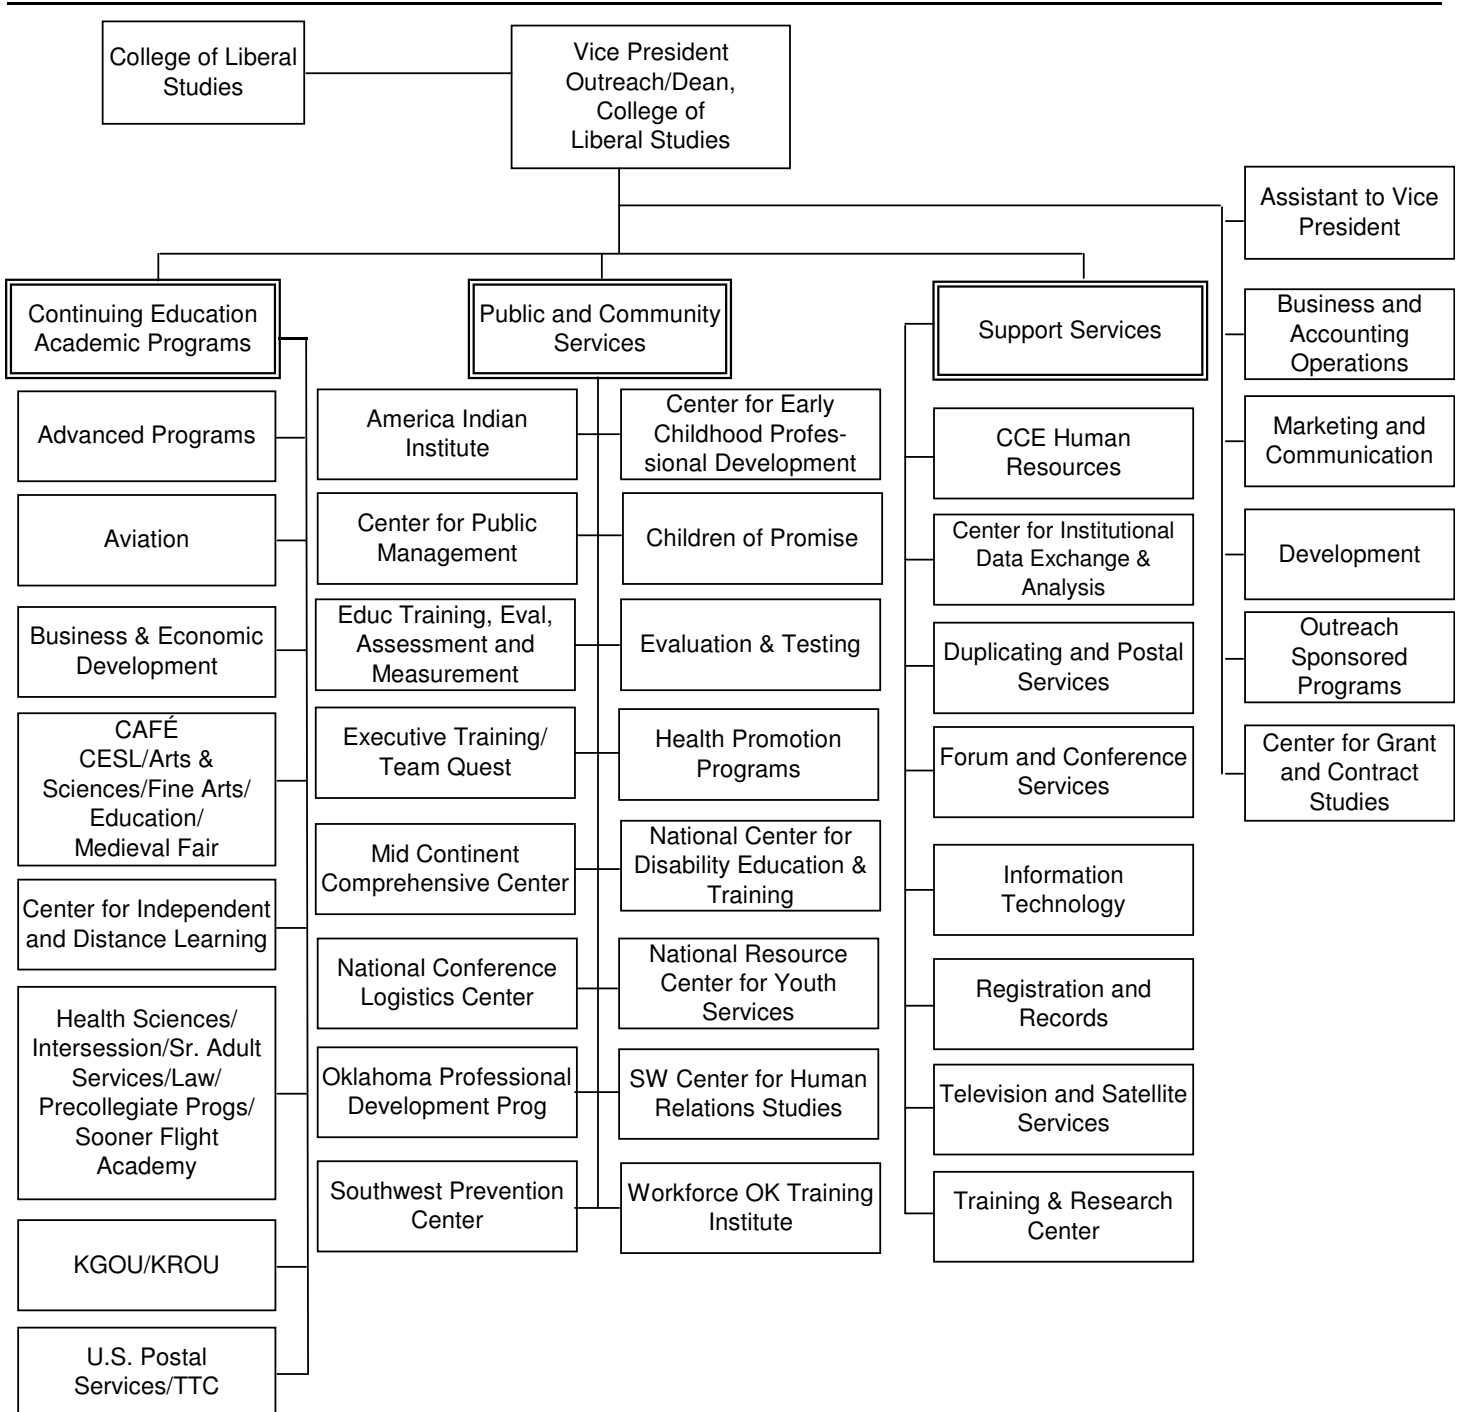 College of Liberal
Studies
Vice President
Outreach/Dean,
College of
Liberal Studies
Assistant to Vice
President
Business and
Accounting
Operations
Marketing and
Communication
Development
Outreach
Sponsored
Programs
Center for Grant
and Contract
Studies
Continuing Education
Academic Programs
Advanced Programs
Aviation
Business & Economic
Development
CAFÉ
CESL/Arts &
Sciences/Fine Arts/
Education/
Medieval Fair
Center for Independent
and Distance Learning
Health Sciences/
Intersession/Sr. Adult
Services/Law/
Precollegiate Progs/
Sooner Flight
Academy
KGOU/KROU
U.S. Postal
Services/TTC
Public and Community
Services
America Indian
Institute
Center for Early
Childhood Profes-
sional Development
Center for Public
Management
Children of Promise
Educ Training, Eval,
Assessment and
Measurement
Evaluation & Testing
Executive Training/
Team Quest
Health Promotion
Programs
Mid Continent
Comprehensive Center
National Center for
Disability Education &
Training
National Conference
Logistics Center
National Resource
Center for Youth
Services
Oklahoma Professional
Development Prog
SW Center for Human
Relations Studies
Southwest Prevention
Center
Workforce OK Training
Institute
Support Services
CCE Human
Resources
Center for Institutional
Data Exchange &
Analysis
Duplicating and Postal
Services
Forum and Conference
Services
Information
Technology
Registration and
Records
Television and Satellite
Services
Training & Research
Center